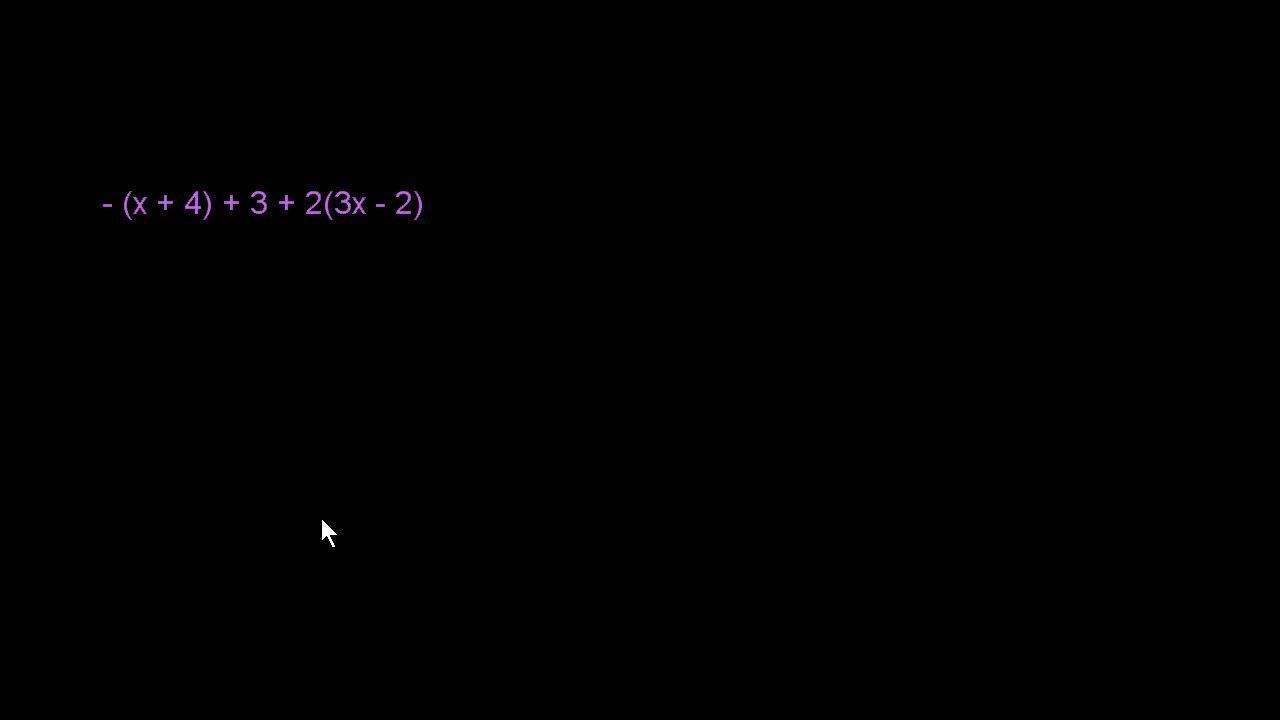 - (x + 4) + 3 + 2(3x - 2)